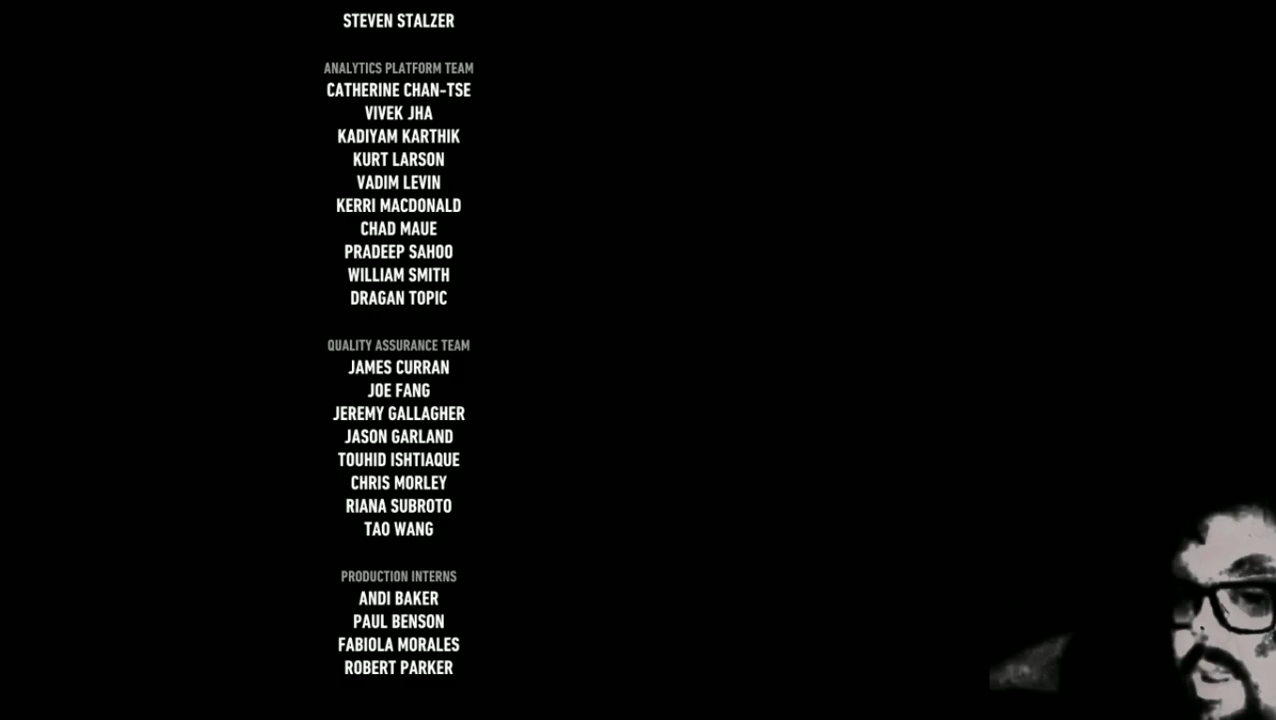 STEVEN STALZER
ANALYTICS PLATFORM TEAM
CATHERINE CHAN-TSE
VIVEK JHA
KADIYAM KARTHIK
KURT LARSON
VADIM LEVIN
KERRI MACDONALD
CHAD MAUE
PRADEEP SAHOO
WILLIAM SMITH
DRAGAN TOPIC
QUALITY ASSURANCE TEAM
JAMES CURRAN
JOE FANG
JEREMY GALLAGHER
JASON GARLAND
TOUHID ISHTIAQUE
CHRIS MORLEY
RIANA SUBROTO
TAO WANG
PRODUCTION INTERNS
ANDI BAKER
PAUL BENSON
FABIOLA MORALES
ROBERT PARKER